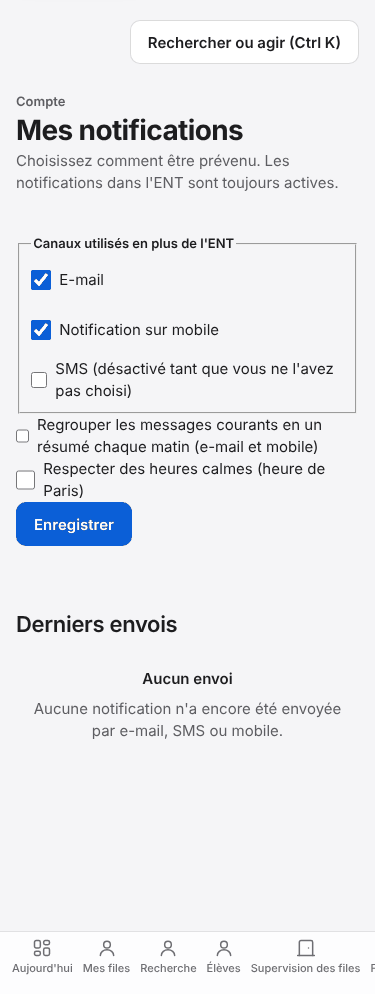 Rechercher ou agir (Ctrl K)
Compte
Mes notifications
Choisissez comment être prévenu. Les
notifications dans l'ENT sont toujours actives.
Canaux utilisés en plus de l'ENT
E-mail
Notification sur mobile
SMS (désactivé tant que vous ne l'avez
pas choisi)
Regrouper les messages courants en un
résumé chaque matin (e-mail et mobile)
Respecter des heures calmes (heure de
Paris)
Enregistrer
Derniers envois
Aucun envoi
Aucune notification n'a encore été envoyée
par e-mail, SMS ou mobile.
Aujourd'hui Mes files Recherche Élèves Supervision des files